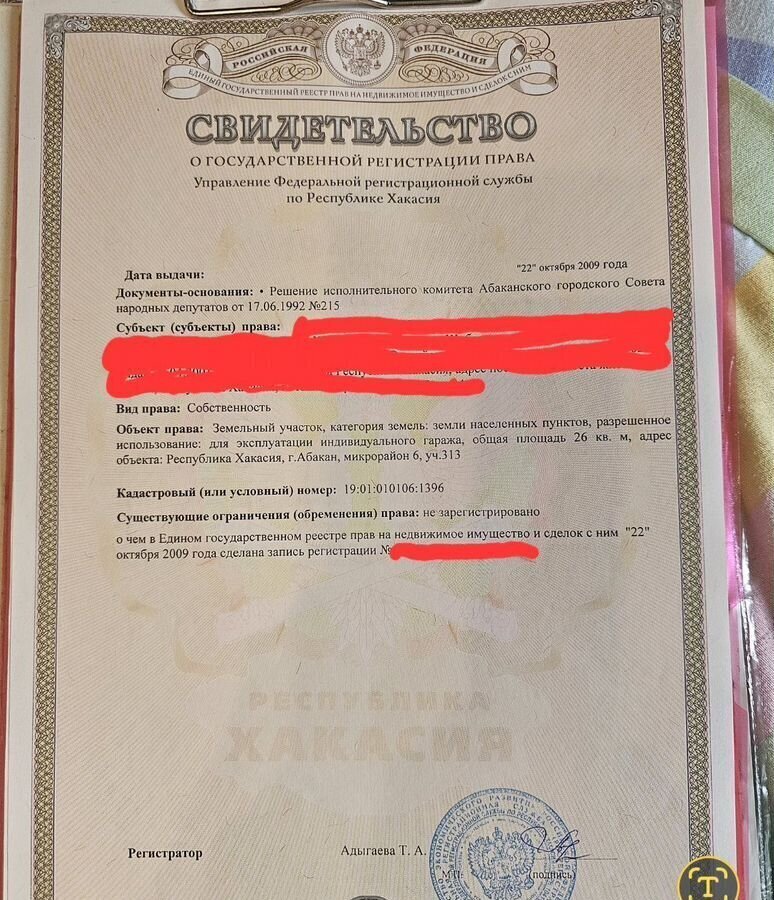 РОССИЙСКАЯ ФЕДЕРАЦИЯ
ЕДИНЫЙ ГОСУДАРСТВЕННЫЙ РЕЕСТР ПРАВ НА НЕДВИЖИМОЕ ИМУЩЕСТВО И СДЕЛОК С НИМ
СВИДЕТЕЛЬСТВО
О ГОСУДАРСТВЕННОЙ РЕГИСТРАЦИИ ПРАВА
Управление Федеральной регистрационной службы
по Республике Хакасия
Дата выдачи: "22" октября 2009 года
Документы-основания: • Решение исполнительного комитета Абаканского городского Совета
народных депутатов от 17.06.1992 №215
Субъект (субъекты) права:
Республика Хакасия, адрес
Вид права: Собственность
Объект права: Земельный участок, категория земель: земли населенных пунктов, разрешенное
использование: для эксплуатации индивидуального гаража, общая площадь 26 кв. м, адрес
объекта: Республика Хакасия, г.Абакан, микрорайон 6, уч.313
Кадастровый (или условный) номер: 19:01:010106:1396
Существующие ограничения (обременения) права: не зарегистрировано
о чем в Едином государственном реестре прав на недвижимое имущество и сделок с ним "22"
октября 2009 года сделана запись регистрации №
РЕСПУБЛИКА
ХАКАСИЯ
Регистратор Адыгаева Т. А.
М.П. (подпись)